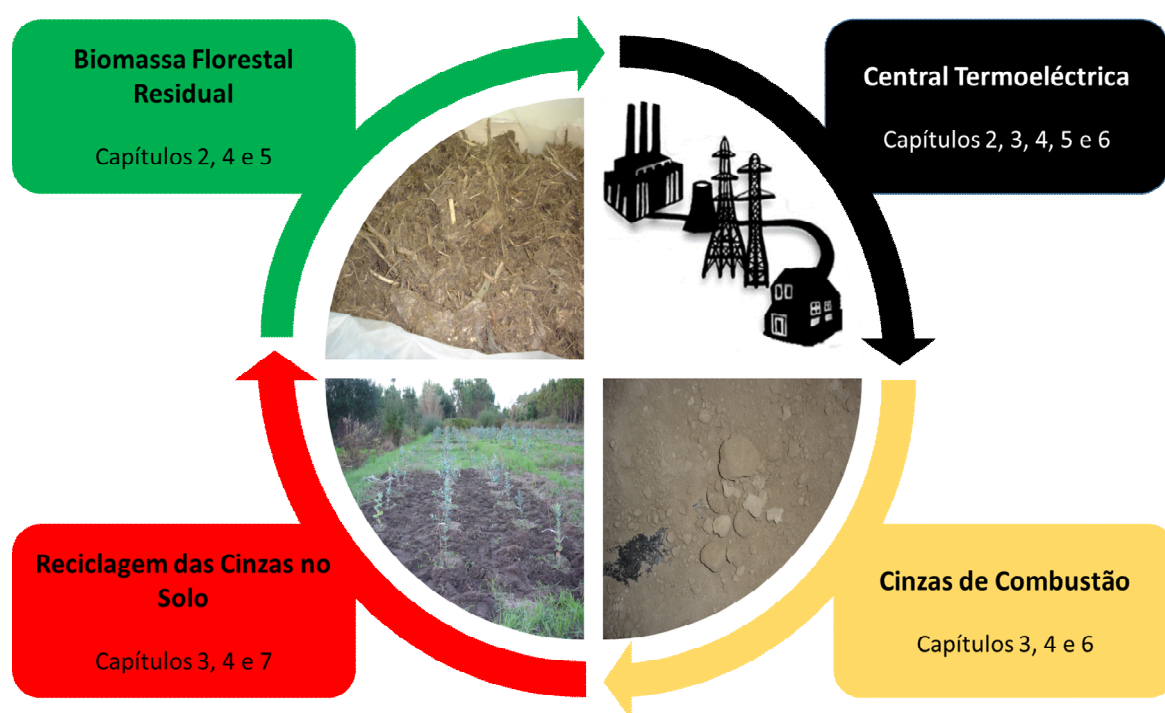 Biomassa Florestal
Residual
Capítulos 2, 4 e 5
Central Termoeléctrica
Capítulos 2, 3, 4, 5 e 6
Reciclagem das Cinzas no
Solo
Capítulos 3, 4 e 7
Cinzas de Combustão
Capítulos 3, 4 e 6